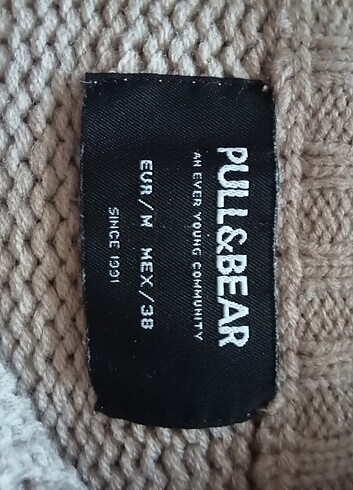 PULL&BEAR
AN EVER YOUNG COMMUNITY
EUR/M MEX/38
SINCE 1991